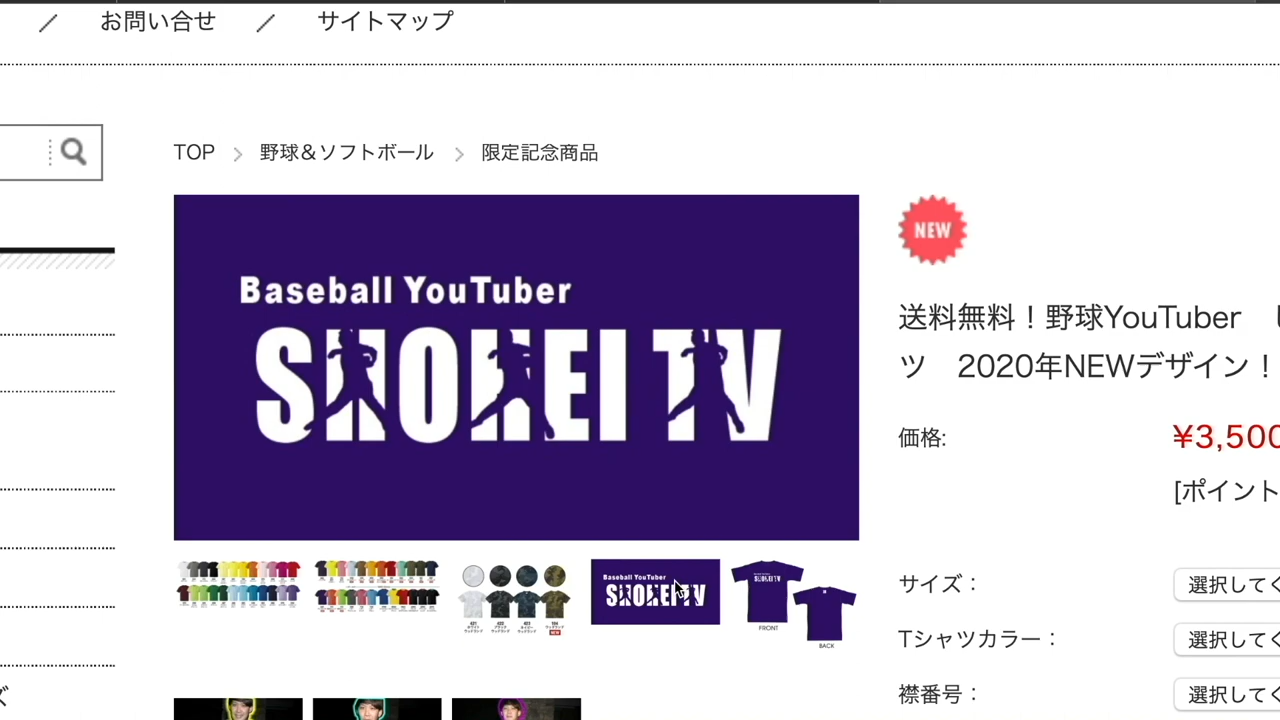 お問い合せ
サイトマップ
TOP
野球＆ソフトボール
限定記念商品
Baseball YouTuber
SHOHEI TV
NEW
送料無料！野球YouTuber
ツ　2020年NEWデザイン！
価格:
¥3,500
[ポイント
サイズ：
選択してく
Tシャツカラー：
選択してく
襟番号：
選択してく
Baseball YouTuber
SHOHEI TV
FRONT
BACK
ズ